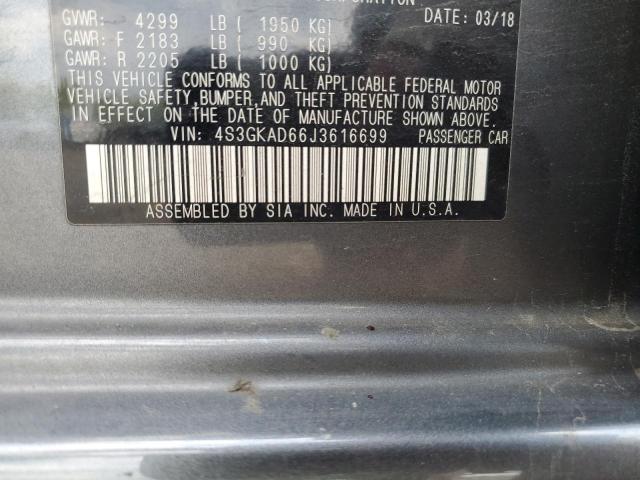 DATE: 03/18
GVWR: 4299 LB ( 1950 KG)
GAWR: F 2183 LB ( 990 KG)
GAWR: R 2205 LB ( 1000 KG)
THIS VEHICLE CONFORMS TO ALL APPLICABLE FEDERAL MOTOR
VEHICLE SAFETY, BUMPER, AND THEFT PREVENTION STANDARDS
IN EFFECT ON THE DATE OF MANUFACTURE SHOWN ABOVE.
VIN: 4S3GKAD66J3616699 PASSENGER CAR
ASSEMBLED BY SIA INC. MADE IN U.S.A.